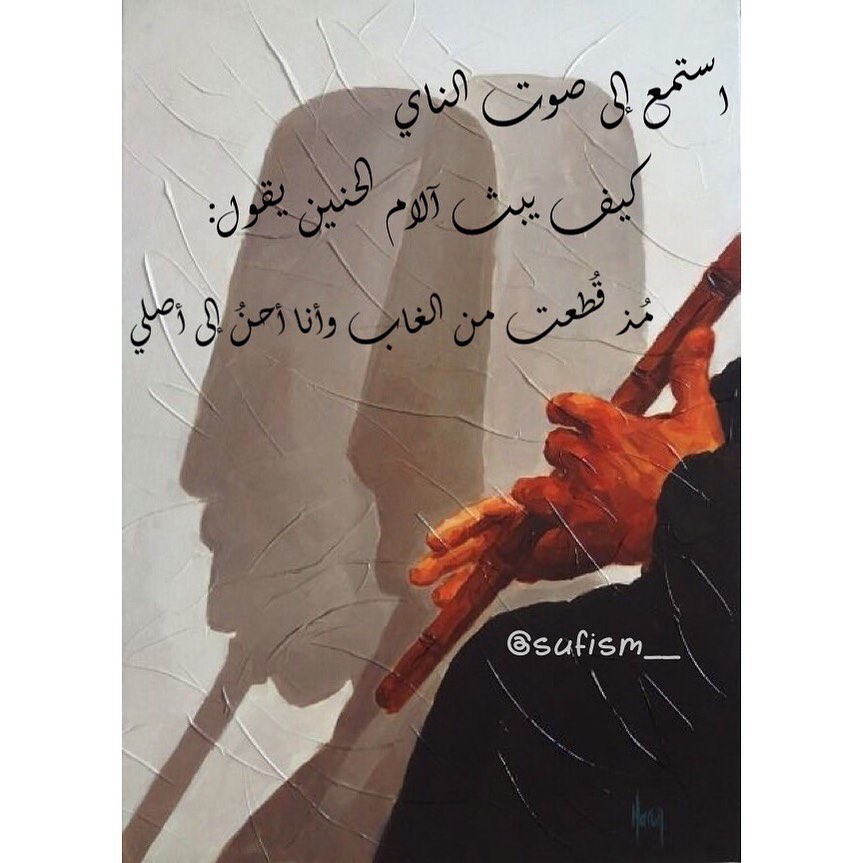 استمع إلى صوت الناي
كيف يبث آلام الحنين يقول:
مُذ قُطعت من الغاب وأنا أحنُ إلى أصلي
@sufism__